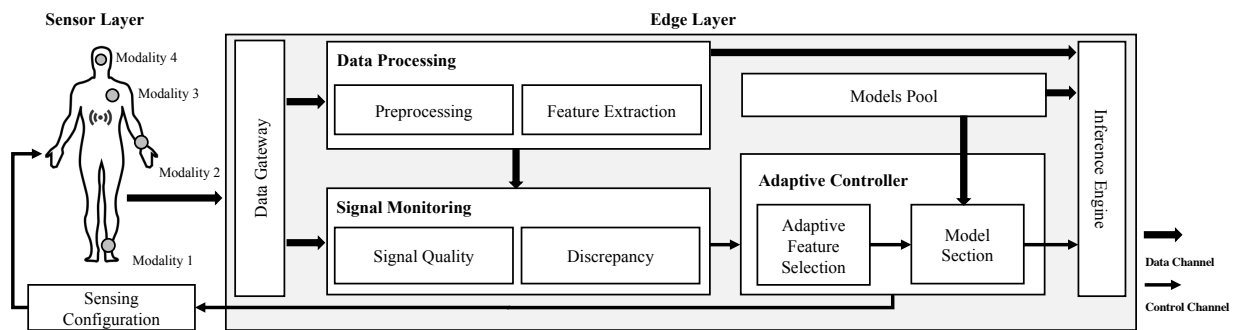 Sensor Layer
Edge Layer
Modality 4
Modality 3
Modality 2
Modality 1
Sensing
Configuration
Data Gateway
Data Processing
Preprocessing
Feature Extraction
Signal Monitoring
Signal Quality
Discrepancy
Models Pool
Adaptive Controller
Adaptive
Feature
Selection
Model
Section
Inference Engine
Data Channel
Control Channel